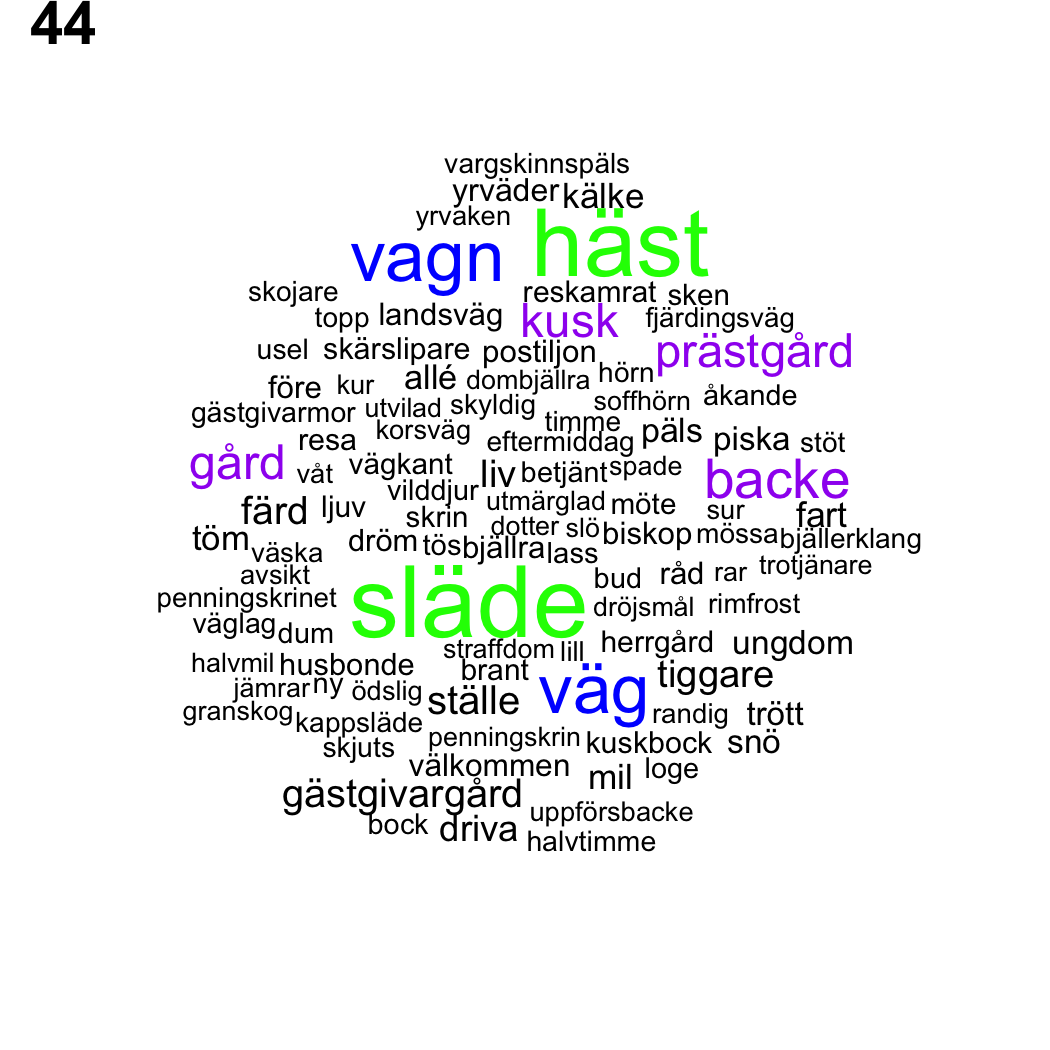 44
vargskinnspäls
yrväder kälke
yrvaken
vagn häst
skojare reskamrat sken
topp landsväg kusk fjärdingsväg
usel skärslipare postiljon prästgård
före kur allé dombjällra hörn
gästgivarmor utvilad skyldig soffhörn åkande
korsväg timme
resa eftermiddag päls piska stöt
gård våt vägkant liv betjänt spade backe
färd ljuv vilddjur utmärglad möte sur fart
skrin dotter slö biskop mössa bjällerklang
töm väska dröm tös bjällra lass
avsikt bud råd rar trotjänare
penningskrinet släde dröjsmål rimfrost
väglag dum straffdom lill herrgård ungdom
halvmil husbonde brant väg tiggare
jämrar ny ödslig ställe
granskog kappsläde randig trött
skjuts penningskrin kuskbock snö
välkommen mil loge
gästgivargård uppförsbacke
bock driva halvtimme